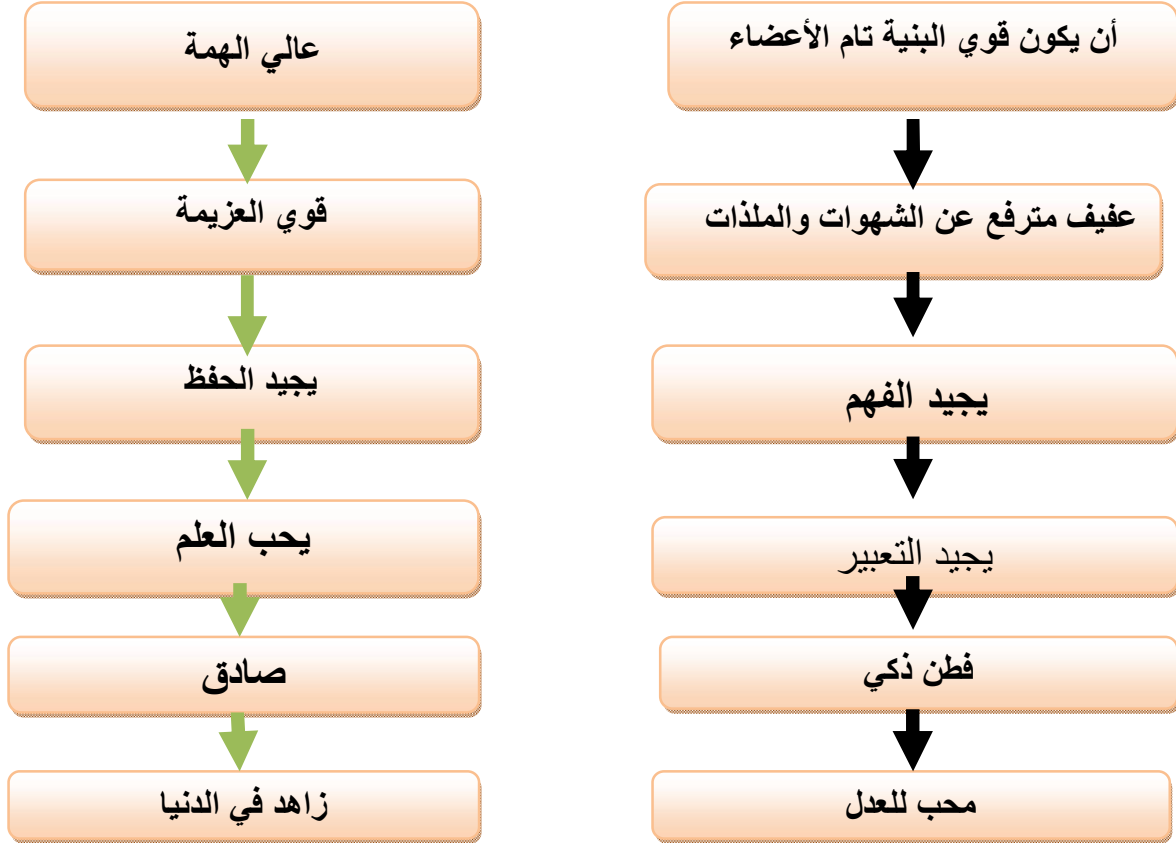 أن يكون قوي البنية تام الأعضاء
عفيف مترفع عن الشهوات والملذات
يجيد الفهم
يجيد التعبير
فطن ذكي
محب للعدل
عالي الهمة
قوي العزيمة
يجيد الحفظ
يحب العلم
صادق
زاهد في الدنيا